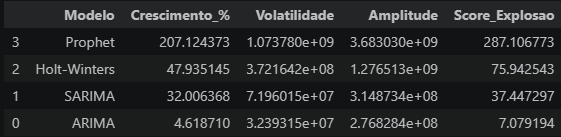 Modelo Crescimento_% Volatilidade Amplitude Score_Explosao
3 Prophet 207.124373 1.073780e+09 3.683030e+09 287.106773
2 Holt-Winters 47.935145 3.721642e+08 1.276513e+09 75.942543
1 SARIMA 32.006368 7.196015e+07 3.148734e+08 37.447297
0 ARIMA 4.618710 3.239315e+07 2.768284e+08 7.079194